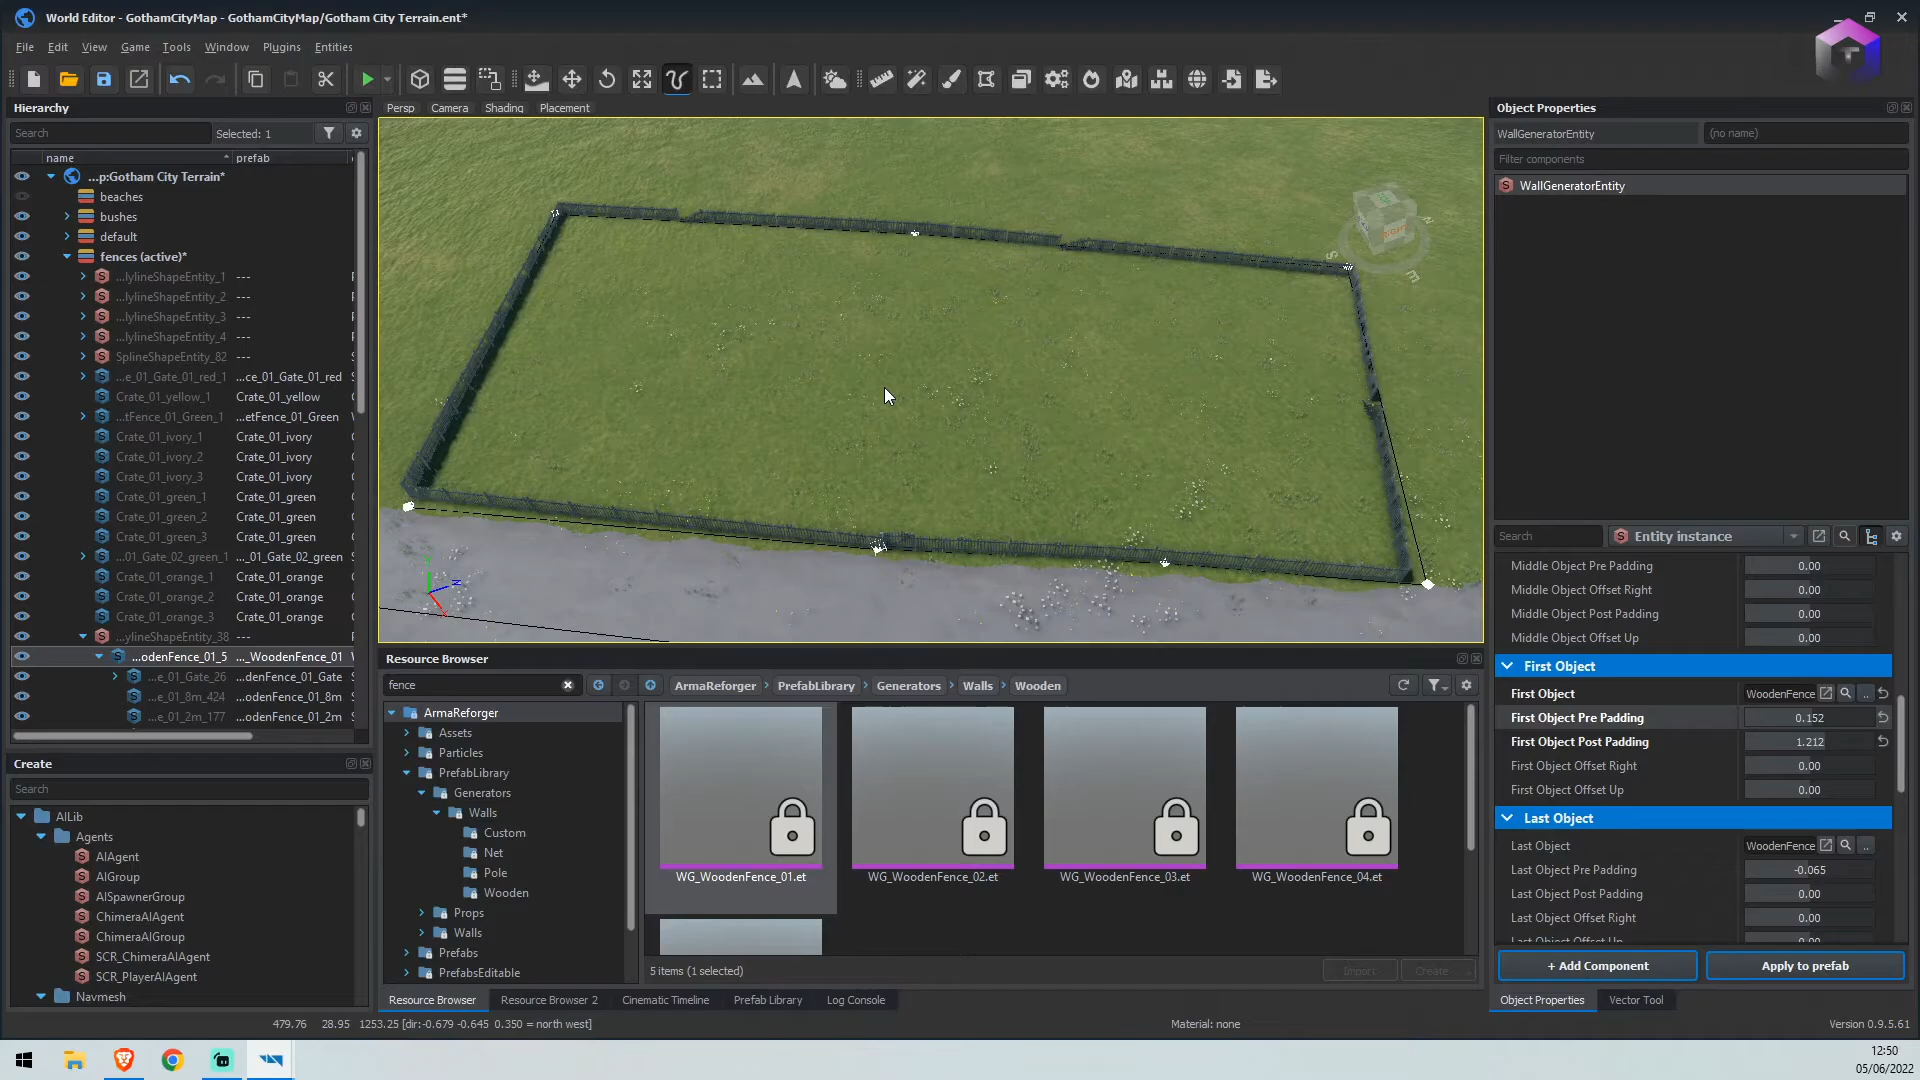 World Editor - GothamCityMap - GothamCityMap/Gotham City Terrain.ent*
File Edit View Game Tools Window Plugins Entities
Hierarchy
Search
Selected: 1
name
prefab
...p:Gotham City Terrain*
beaches
bushes
default
fences (active)*
...lylineShapeEntity_1 ---
...lylineShapeEntity_2 ---
...lylineShapeEntity_3 ---
...lylineShapeEntity_4 ---
SplineShapeEntity_82 ---
...e_01_Gate_01_red_1 ...ce_01_Gate_01_red
Crate_01_yellow_1 Crate_01_yellow
...tFence_01_Green_1 ...etFence_01_Green
Crate_01_ivory_1 Crate_01_ivory
Crate_01_ivory_2 Crate_01_ivory
Crate_01_ivory_3 Crate_01_ivory
Crate_01_green_1 Crate_01_green
Crate_01_green_2 Crate_01_green
Crate_01_green_3 Crate_01_green
...01_Gate_02_green_1 ..._01_Gate_02_green
Crate_01_orange_1 Crate_01_orange
Crate_01_orange_2 Crate_01_orange
Crate_01_orange_3 Crate_01_orange
...ylineShapeEntity_38 ---
...odenFence_01_5 ..._WoodenFence_01
...e_01_Gate_26 ...denFence_01_Gate
...e_01_8m_424 ...odenFence_01_8m
...e_01_2m_177 ...odenFence_01_2m
Create
Search
AILib
Agents
AIAgent
AIGroup
AISpawnerGroup
ChimeraAIAgent
ChimeraAIGroup
SCR_ChimeraAIAgent
SCR_PlayerAIAgent
Navmesh
Persp Camera Shading Placement
RIGHT
N
S
Resource Browser
fence
ArmaReforger PrefabLibrary Generators Walls Wooden
ArmaReforger
Assets
Particles
PrefabLibrary
Generators
Walls
Custom
Net
Pole
Wooden
Props
Walls
Prefabs
PrefabsEditable
WG_WoodenFence_01.et
WG_WoodenFence_02.et
WG_WoodenFence_03.et
WG_WoodenFence_04.et
5 items (1 selected)
Import
Create
Resource Browser Resource Browser 2 Cinematic Timeline Prefab Library Log Console
Object Properties
WallGeneratorEntity
(no name)
Filter components
WallGeneratorEntity
Search
Entity instance
Middle Object Pre Padding 0.00
Middle Object Offset Right 0.00
Middle Object Post Padding 0.00
Middle Object Offset Up 0.00
First Object
First Object WoodenFence ..
First Object Pre Padding 0.152
First Object Post Padding 1.212
First Object Offset Right 0.00
First Object Offset Up 0.00
Last Object
Last Object WoodenFence ..
Last Object Pre Padding -0.065
Last Object Post Padding 0.00
Last Object Offset Right 0.00
Last Object Offset Up 0.00
+ Add Component
Apply to prefab
Object Properties Vector Tool
479.76 28.95 1253.25 [dir:-0.679 -0.645 0.350 = north west]
Material: none
Version 0.9.5.61
12:50
05/06/2022